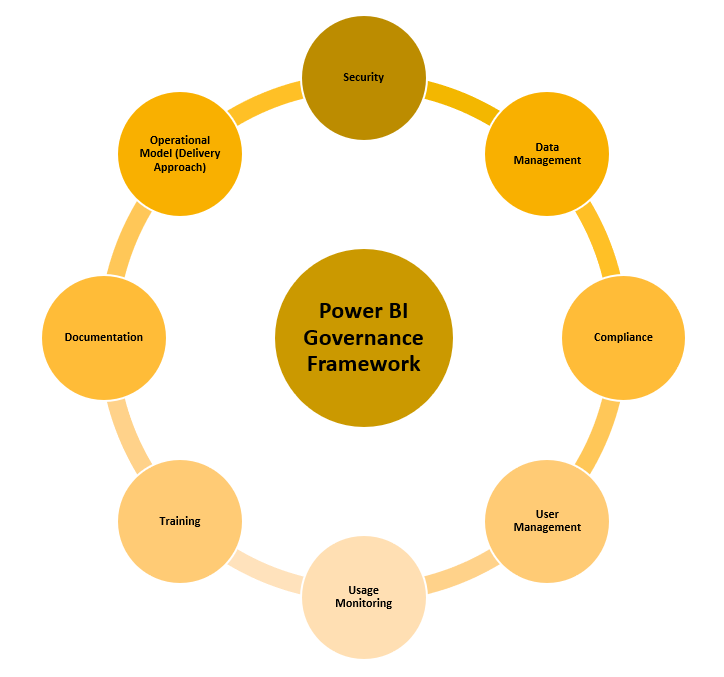 Security
Operational
Model (Delivery
Approach)
Data
Management
Power BI
Governance
Framework
Documentation
Compliance
Training
User
Management
Usage
Monitoring